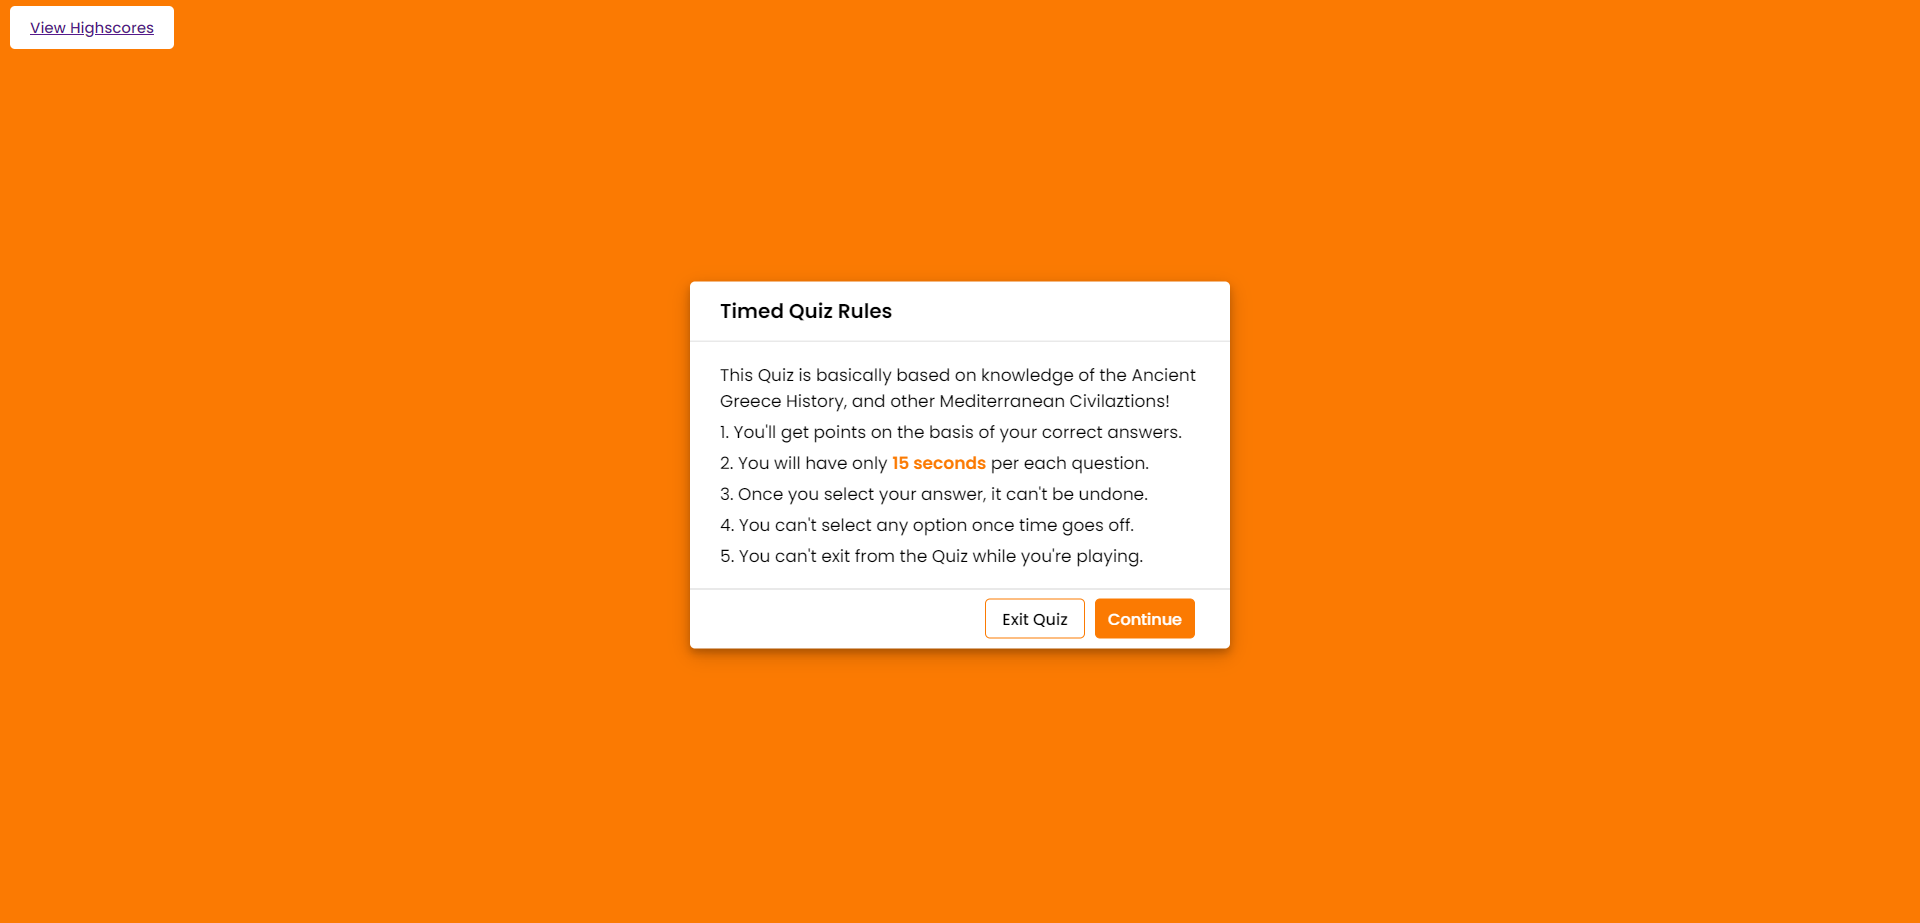 View Highscores
Timed Quiz Rules
This Quiz is basically based on knowledge of the Ancient
Greece History, and other Mediterranean Civilaztions!
1. You'll get points on the basis of your correct answers.
2. You will have only 15 seconds per each question.
3. Once you select your answer, it can't be undone.
4. You can't select any option once time goes off.
5. You can't exit from the Quiz while you're playing.
Exit Quiz
Continue